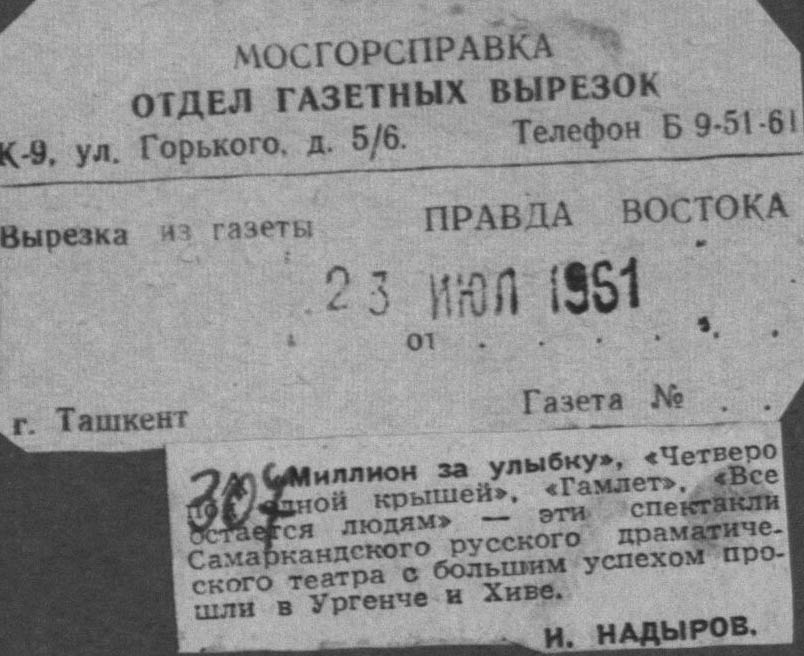 МОСГОРСПРАВКА
ОТДЕЛ ГАЗЕТНЫХ ВЫРЕЗОК
К-9, ул. Горького, д. 5/6. Телефон Б 9-51-61
Вырезка из газеты ПРАВДА ВОСТОКА
23 ИЮЛ 1961
от . . . . . .
г. Ташкент Газета № . .
«Миллион за улыбку», «Четверо
под одной крышей», «Гамлет», «Все
остается людям» — эти спектакли
Самаркандского русского драматиче-
ского театра с большим успехом про-
шли в Ургенче и Хиве.
Н. НАДЫРОВ.